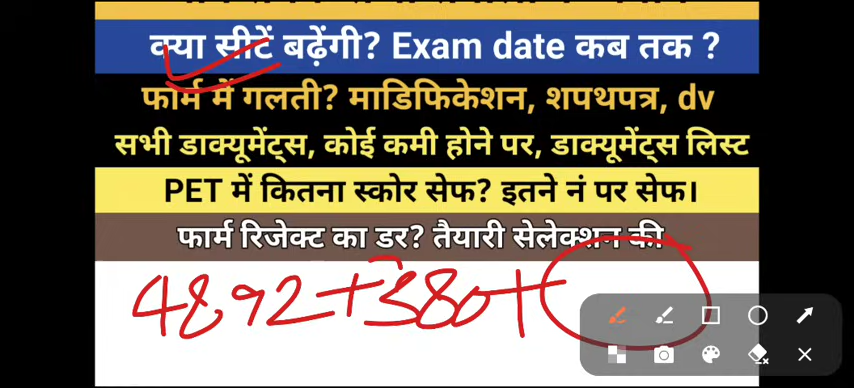 क्या सीटें बढ़ेंगी? Exam date कब तक ?
फार्म में गलती? माडिफिकेशन, शपथपत्र, dv
सभी डाक्यूमेंट्स, कोई कमी होने पर, डाक्यूमेंट्स लिस्ट
PET में कितना स्कोर सेफ? इतने नं पर सेफ।
फार्म रिजेक्ट का डर? तैयारी सेलेक्शन की
4892+380+